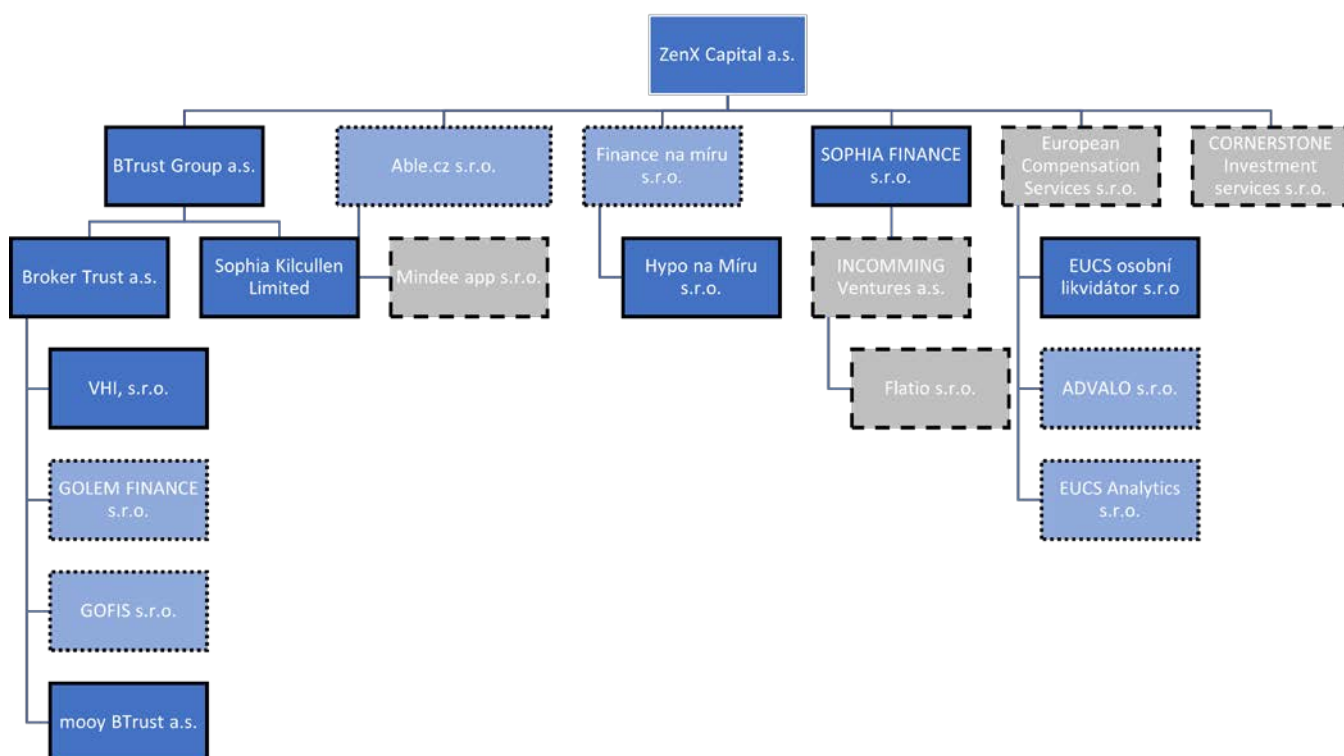 ZenX Capital a.s.
BTrust Group a.s.
Able.cz s.r.o.
Finance na míru
s.r.o.
SOPHIA FINANCE
s.r.o.
European
Compensation
Services s.r.o.
CORNERSTONE
Investment
services s.r.o.
Broker Trust a.s.
Sophia Kilcullen
Limited
Mindee app s.r.o.
Hypo na Míru
s.r.o.
INCOMMING
Ventures a.s.
EUCS osobní
likvidátor s.r.o
VHI, s.r.o.
Flatio s.r.o.
ADVALO s.r.o.
GOLEM FINANCE
s.r.o.
EUCS Analytics
s.r.o.
GOFIS s.r.o.
mooy BTrust a.s.